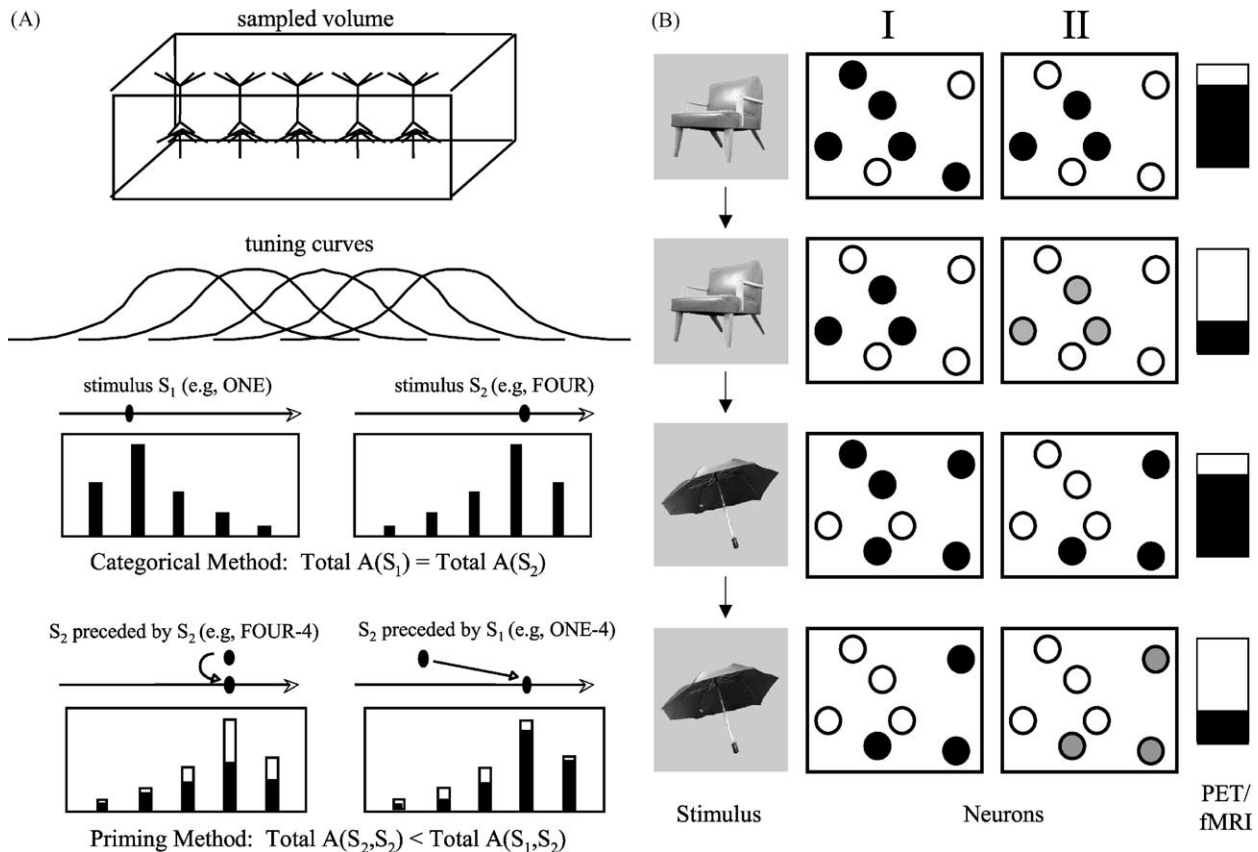 (A)
sampled volume
tuning curves
stimulus S₁ (e.g, ONE)
stimulus S₂ (e.g, FOUR)
Categorical Method: Total A(S₁) = Total A(S₂)
S₂ preceded by S₂ (e.g, FOUR-4)
S₂ preceded by S₁ (e.g, ONE-4)
Priming Method: Total A(S₂,S₂) < Total A(S₁,S₂)
(B)
I
II
Stimulus
Neurons
PET/
fMRI